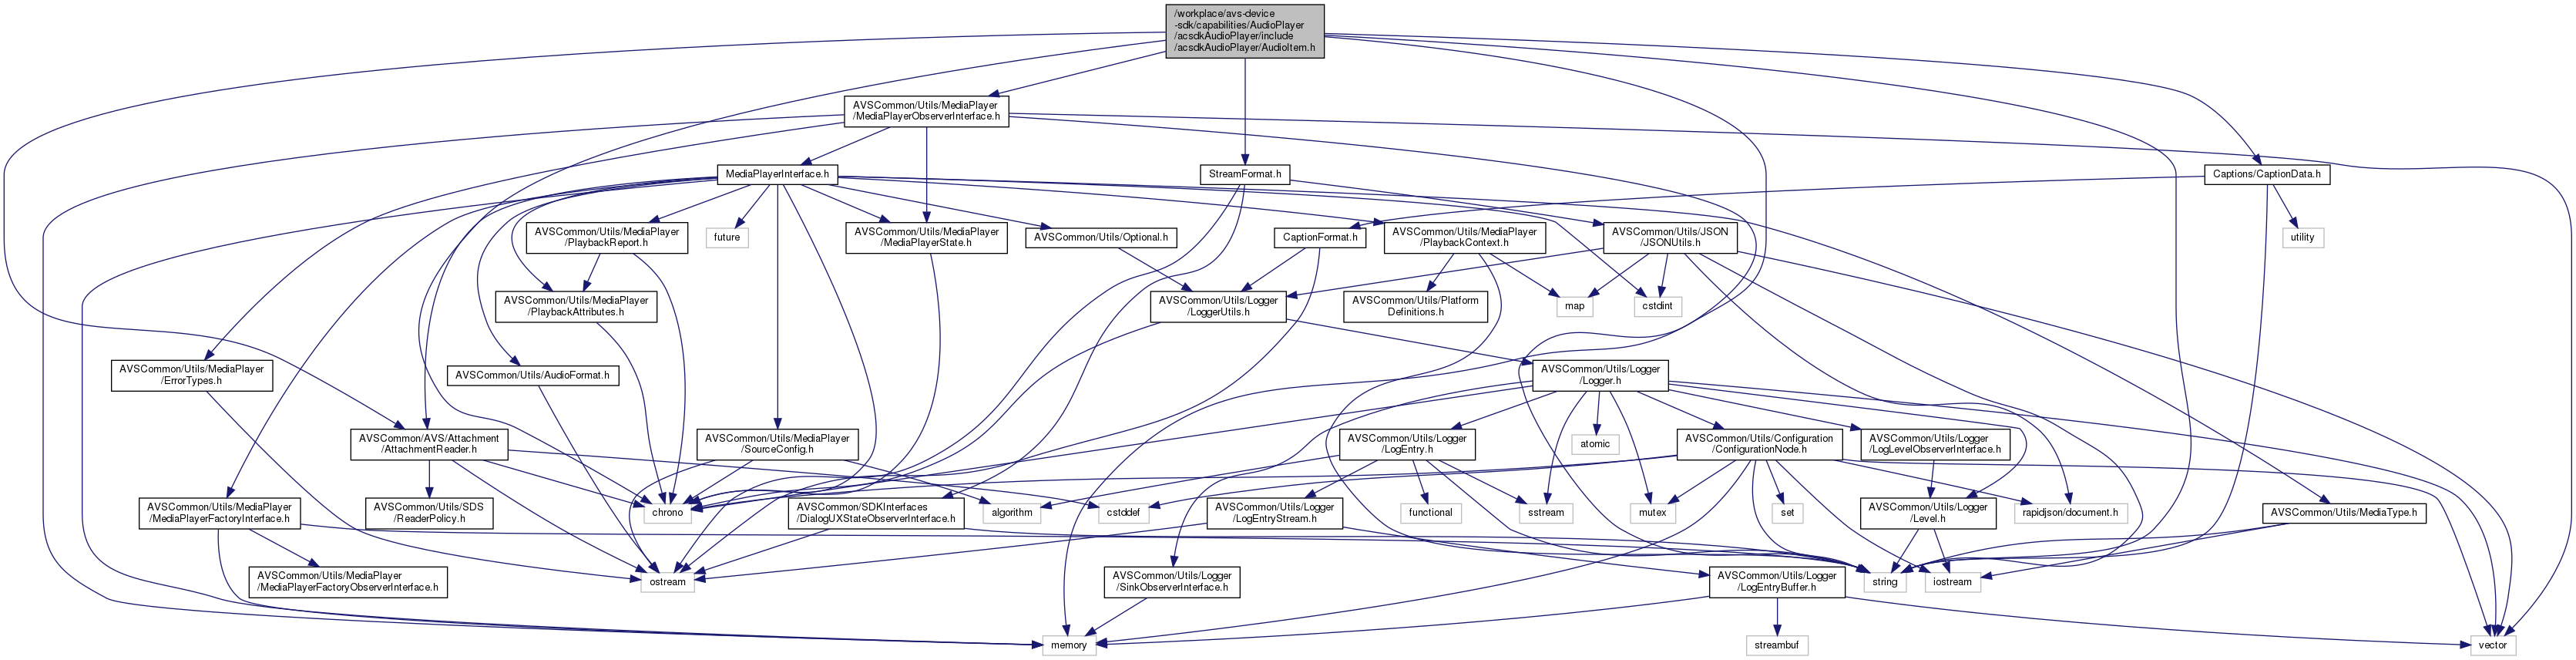 /workplace/avs-device
-sdk/capabilities/AudioPlayer
/acsdkAudioPlayer/include
/acsdkAudioPlayer/AudioItem.h
AVSCommon/Utils/MediaPlayer
/MediaPlayerObserverInterface.h
MediaPlayerInterface.h
StreamFormat.h
Captions/CaptionData.h
AVSCommon/Utils/MediaPlayer
/PlaybackReport.h
future
AVSCommon/Utils/MediaPlayer
/MediaPlayerState.h
AVSCommon/Utils/Optional.h
CaptionFormat.h
AVSCommon/Utils/MediaPlayer
/PlaybackContext.h
AVSCommon/Utils/JSON
/JSONUtils.h
utility
AVSCommon/Utils/MediaPlayer
/PlaybackAttributes.h
AVSCommon/Utils/Logger
/LoggerUtils.h
AVSCommon/Utils/Platform
Definitions.h
map
cstdint
AVSCommon/Utils/MediaPlayer
/ErrorTypes.h
AVSCommon/Utils/AudioFormat.h
AVSCommon/Utils/Logger
/Logger.h
AVSCommon/AVS/Attachment
/AttachmentReader.h
AVSCommon/Utils/MediaPlayer
/SourceConfig.h
AVSCommon/Utils/Logger
/LogEntry.h
atomic
AVSCommon/Utils/Configuration
/ConfigurationNode.h
AVSCommon/Utils/Logger
/LogLevelObserverInterface.h
AVSCommon/Utils/MediaPlayer
/MediaPlayerFactoryInterface.h
AVSCommon/Utils/SDS
/ReaderPolicy.h
chrono
AVSCommon/SDKInterfaces
/DialogUXStateObserverInterface.h
algorithm
cstddef
AVSCommon/Utils/Logger
/LogEntryStream.h
functional
sstream
mutex
set
AVSCommon/Utils/Logger
/Level.h
rapidjson/document.h
AVSCommon/Utils/MediaType.h
AVSCommon/Utils/MediaPlayer
/MediaPlayerFactoryObserverInterface.h
ostream
AVSCommon/Utils/Logger
/SinkObserverInterface.h
AVSCommon/Utils/Logger
/LogEntryBuffer.h
string
iostream
memory
streambuf
vector